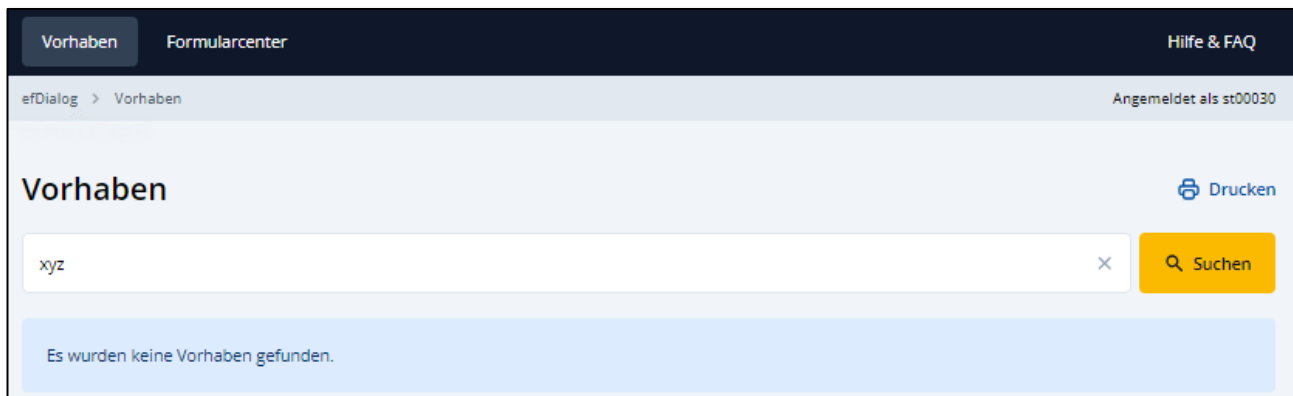 Vorhaben Formularcenter Hilfe & FAQ
efDialog > Vorhaben Angemeldet als st00030
Vorhaben Drucken
xyz × Suchen
Es wurden keine Vorhaben gefunden.